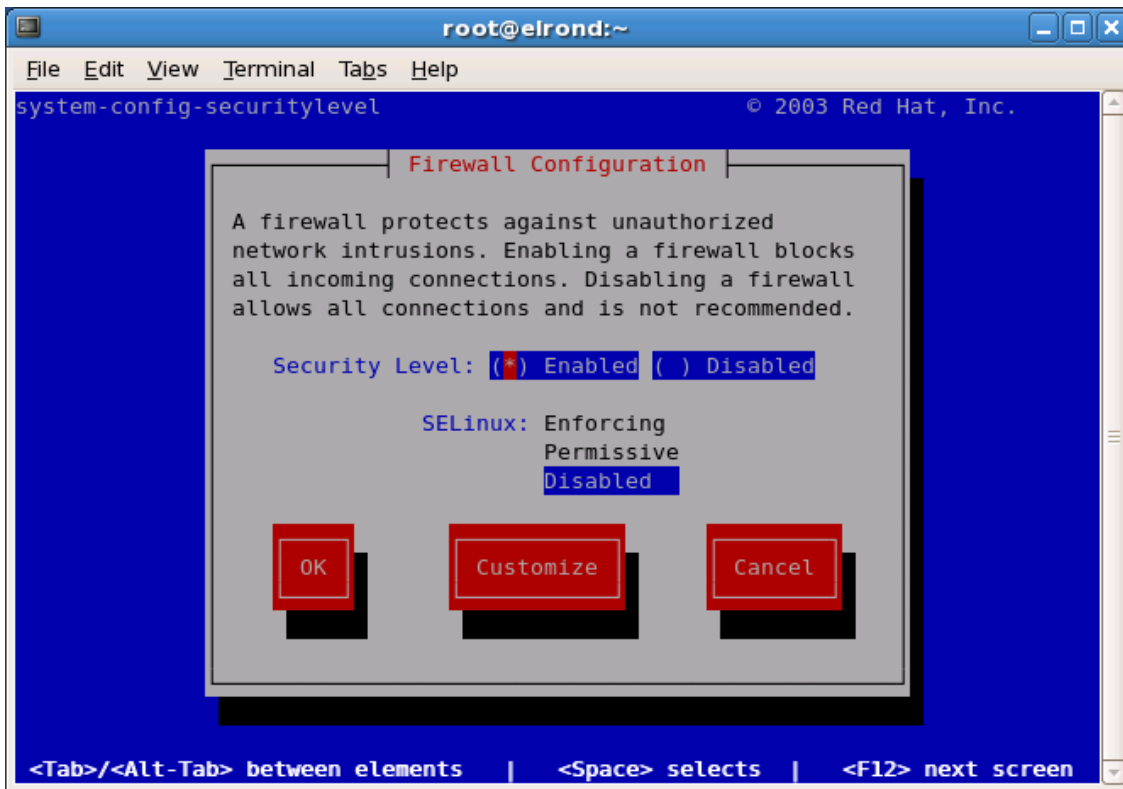 root@elrond:~
File Edit View Terminal Tabs Help
system-config-securitylevel © 2003 Red Hat, Inc.
Firewall Configuration
A firewall protects against unauthorized
network intrusions. Enabling a firewall blocks
all incoming connections. Disabling a firewall
allows all connections and is not recommended.
Security Level: (*) Enabled ( ) Disabled
SELinux: Enforcing
Permissive
Disabled
OK Customize Cancel
<Tab>/<Alt-Tab> between elements | <Space> selects | <F12> next screen